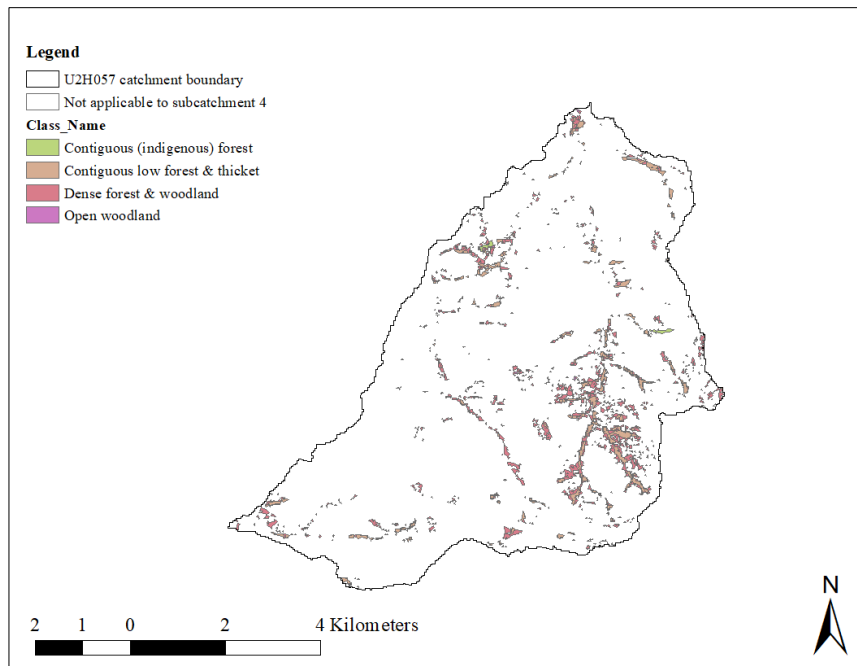 Legend
U2H057 catchment boundary
Not applicable to subcatchment 4
Class_Name
Contiguous (indigenous) forest
Contiguous low forest & thicket
Dense forest & woodland
Open woodland
N
2 1 0 2 4 Kilometers